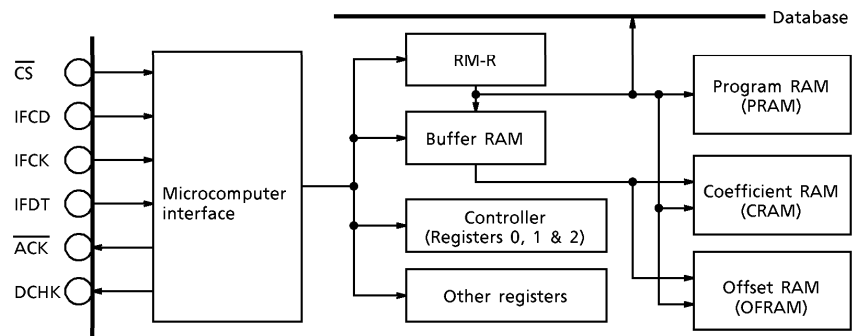 Database
CS
IFCD
IFCK
IFDT
ACK
DCHK
Microcomputer
interface
RM-R
Buffer RAM
Controller
(Registers 0, 1 & 2)
Other registers
Program RAM
(PRAM)
Coefficient RAM
(CRAM)
Offset RAM
(OFRAM)